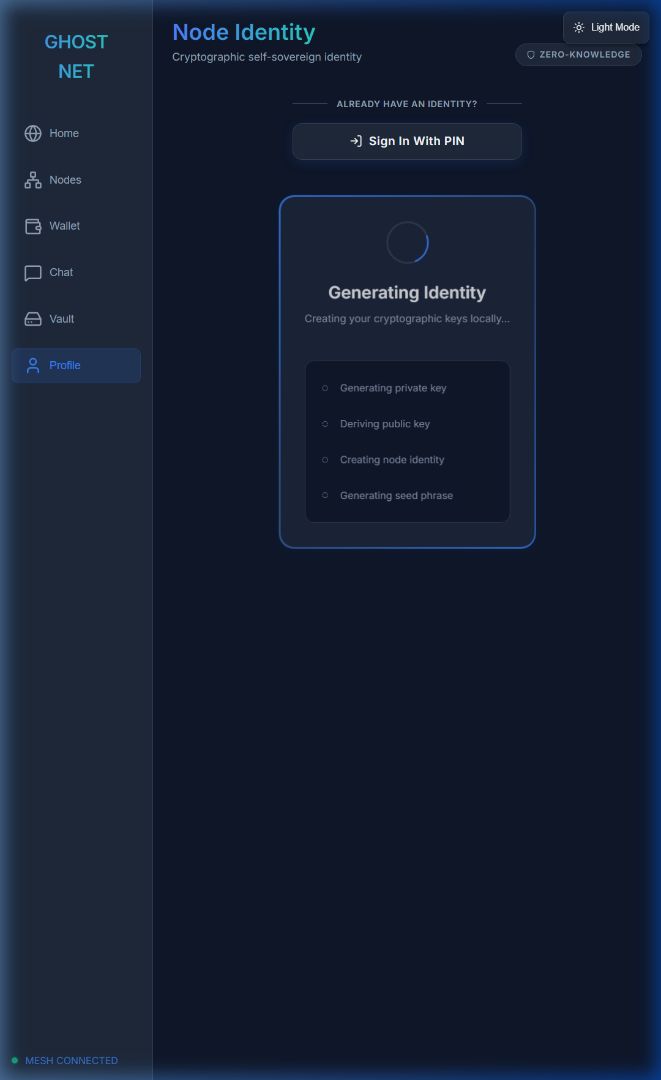 GHOST
NET
Home
Nodes
Wallet
Chat
Vault
Profile
MESH CONNECTED
Node Identity
Cryptographic self-sovereign identity
Light Mode
ZERO-KNOWLEDGE
ALREADY HAVE AN IDENTITY?
Sign In With PIN
Generating Identity
Creating your cryptographic keys locally...
Generating private key
Deriving public key
Creating node identity
Generating seed phrase